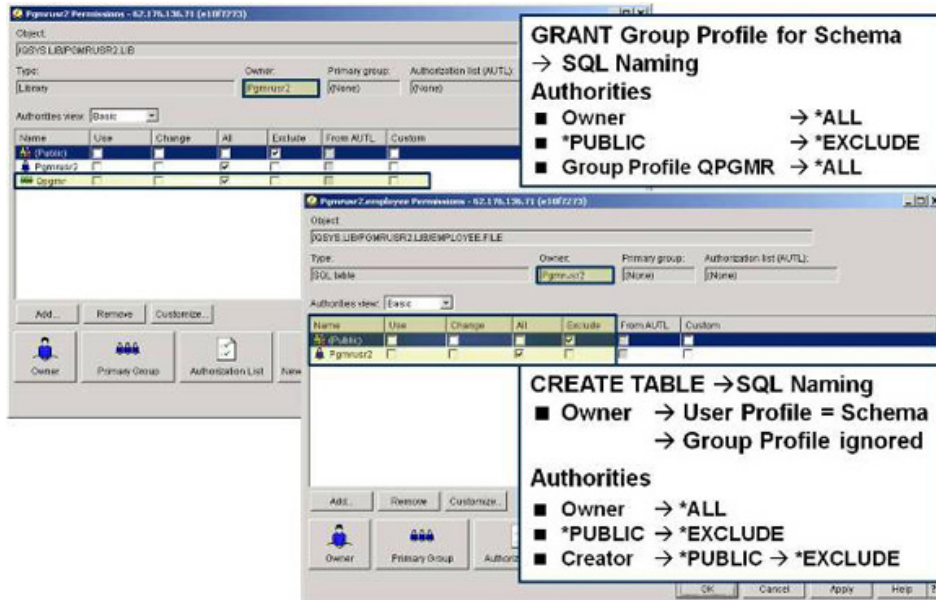 Pgmrusr2 Permissions - 62.176.136.71 (e10f7273)
Object:
/QSYS.LIB/PGMRUSR2.LIB
Type:
Owner:
Primary group:
Authorization list (AUTL):
Library
Pgmrusr2
(None)
(None)
Authorities view: Basic
Name Use Change All Exclude From AUTL Custom
(Public)
Pgmrusr2
Qpgmr
Add... Remove Customize...
Owner Primary Group Authorization List New
GRANT Group Profile for Schema
→ SQL Naming
Authorities
■ Owner → *ALL
■ *PUBLIC → *EXCLUDE
■ Group Profile QPGMR → *ALL
Pgmrusr2.employee Permissions - 62.176.136.71 (e10f7273)
Object:
/QSYS.LIB/PGMRUSR2.LIB/EMPLOYEE.FILE
Type:
Owner:
Primary group:
Authorization list (AUTL):
SQL table
Pgmrusr2
(None)
(None)
Authorities view: Basic
Name Use Change All Exclude From AUTL Custom
(Public)
Pgmrusr2
Add... Remove Customize...
Owner Primary Group Authoriz
CREATE TABLE → SQL Naming
■ Owner → User Profile = Schema
→ Group Profile ignored
Authorities
■ Owner → *ALL
■ *PUBLIC → *EXCLUDE
■ Creator → *PUBLIC → *EXCLUDE
OK Cancel Apply Help ?